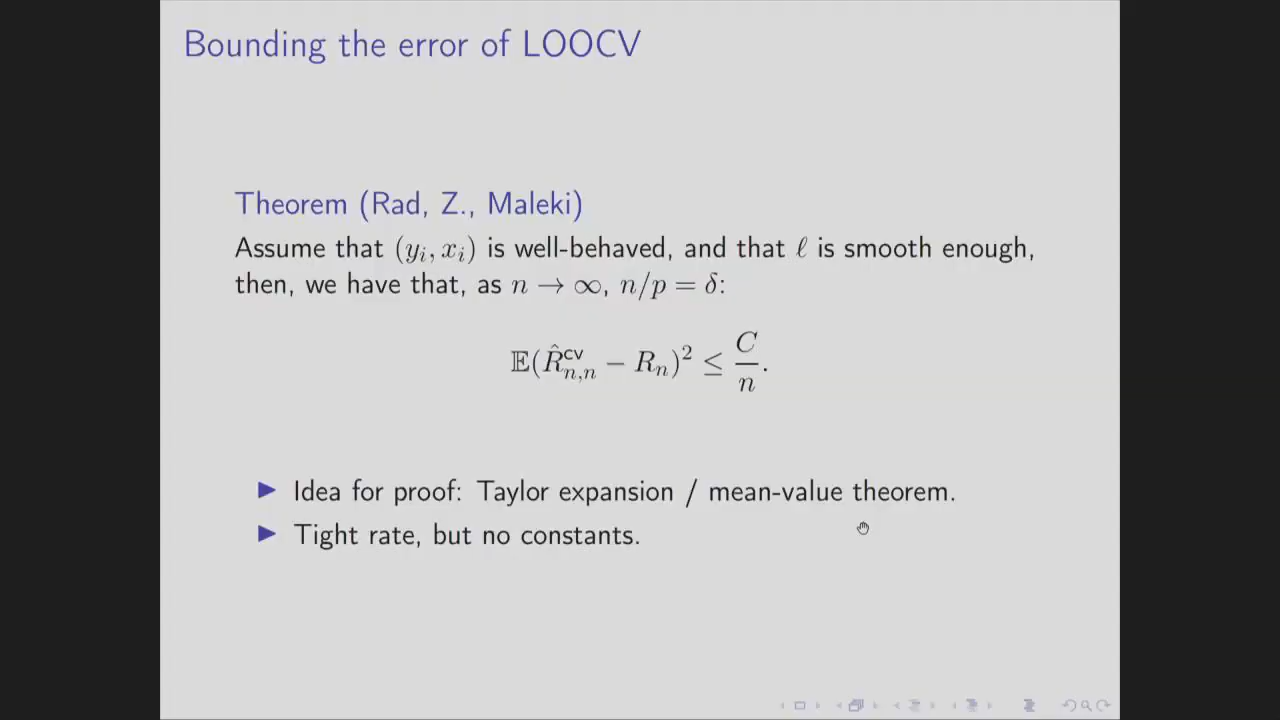 Bounding the error of LOOCV
Theorem (Rad, Z., Maleki)
Assume that (yᵢ, xᵢ) is well-behaved, and that ℓ is smooth enough,
then, we have that, as n → ∞, n/p = δ:
𝔼(R̂ᶜᵛₙ,ₙ − Rₙ)² ≤ C/n.
▶ Idea for proof: Taylor expansion / mean-value theorem.
▶ Tight rate, but no constants.